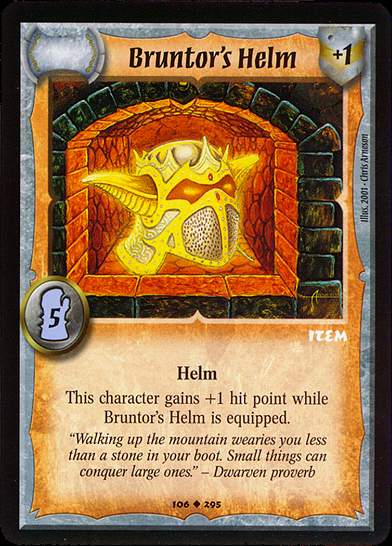 Bruntor's Helm
+1
Illus. 2001 • Chris Arneson
5
ITEM
Helm
This character gains +1 hit point while
Bruntor's Helm is equipped.
“Walking up the mountain wearies you less
than a stone in your boot. Small things can
conquer large ones.” – Dwarven proverb
106 ◆ 295